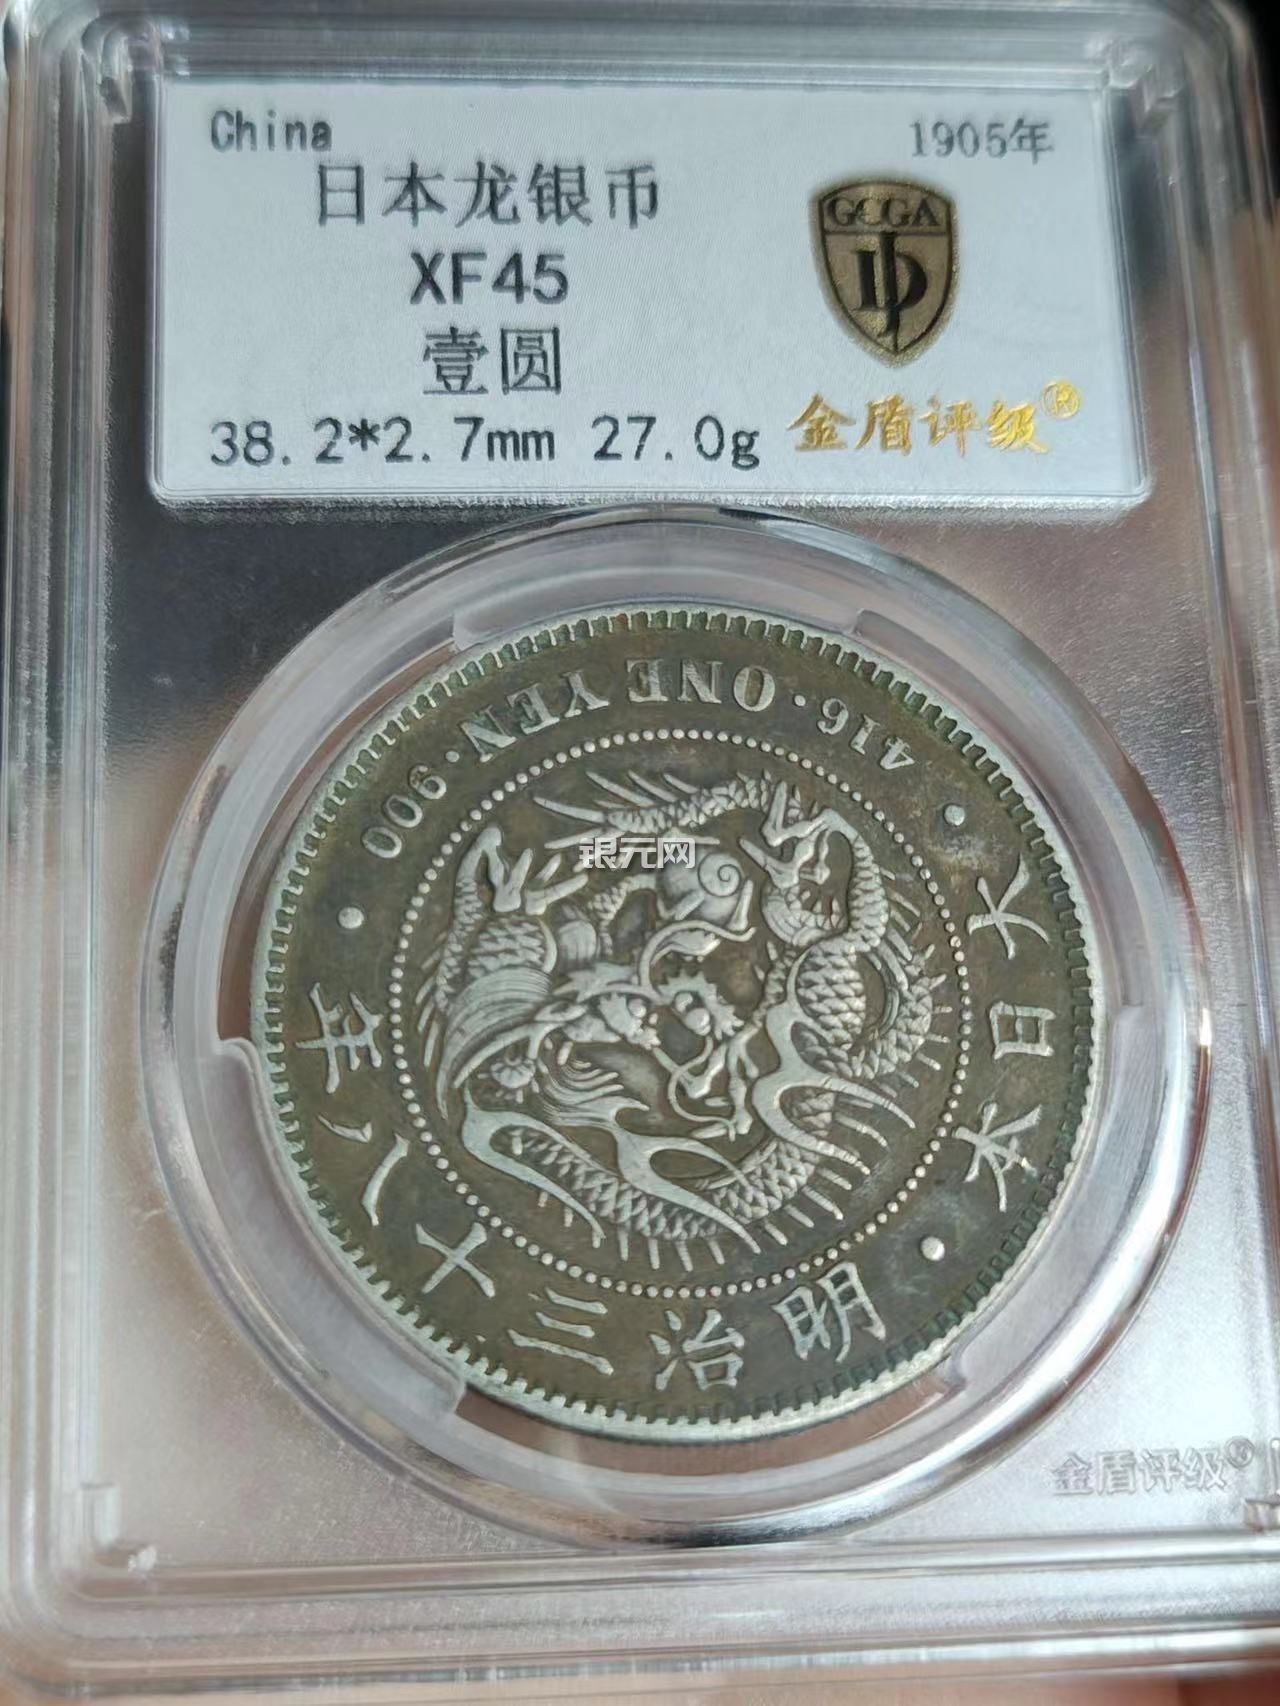 China
1905年
日本龙银币
XF45
壹圆
38.2*2.7mm 27.0g
GCGA
金盾评级®
416·ONE YEN·900
大日本
明治三十八年
银元网
金盾评级®